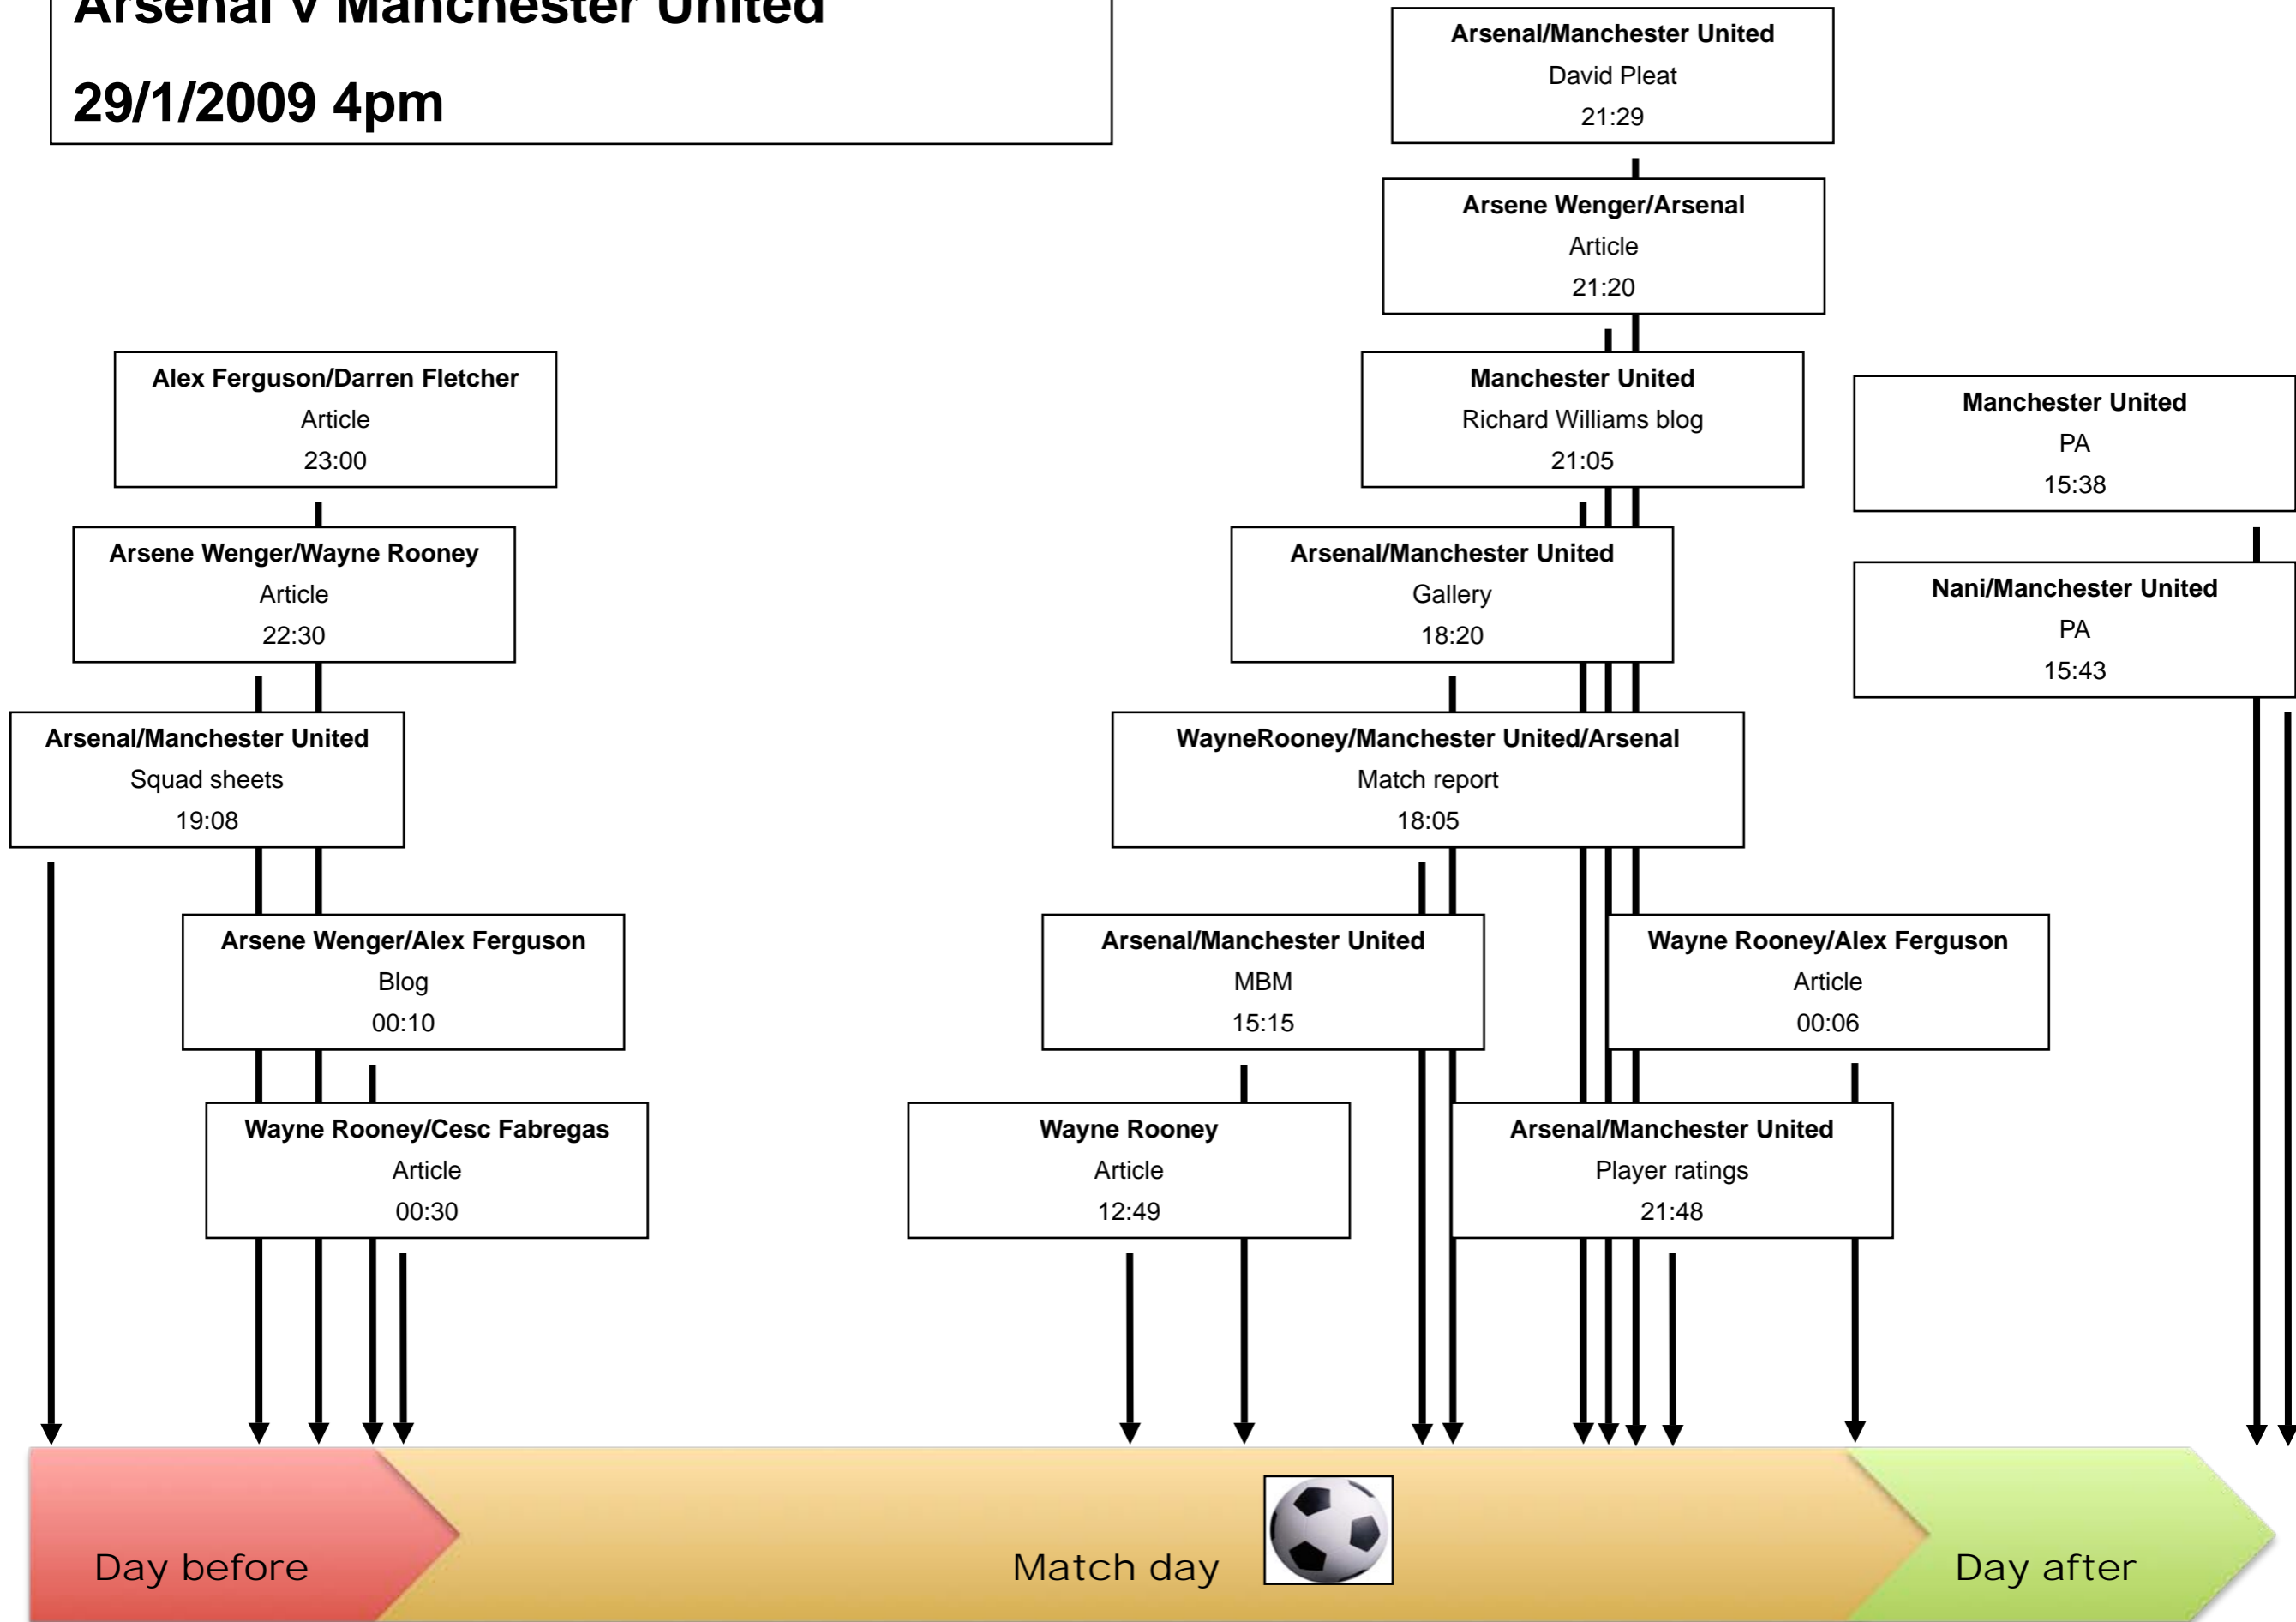 Arsenal v Manchester United
29/1/2009 4pm
Arsenal/Manchester United
David Pleat
21:29
Arsene Wenger/Arsenal
Article
21:20
Alex Ferguson/Darren Fletcher
Article
23:00
Manchester United
Richard Williams blog
21:05
Manchester United
PA
15:38
Arsene Wenger/Wayne Rooney
Article
22:30
Arsenal/Manchester United
Gallery
18:20
Nani/Manchester United
PA
15:43
Arsenal/Manchester United
Squad sheets
19:08
WayneRooney/Manchester United/Arsenal
Match report
18:05
Arsene Wenger/Alex Ferguson
Blog
00:10
Arsenal/Manchester United
MBM
15:15
Wayne Rooney/Alex Ferguson
Article
00:06
Wayne Rooney/Cesc Fabregas
Article
00:30
Wayne Rooney
Article
12:49
Arsenal/Manchester United
Player ratings
21:48
Day before
Match day
Day after